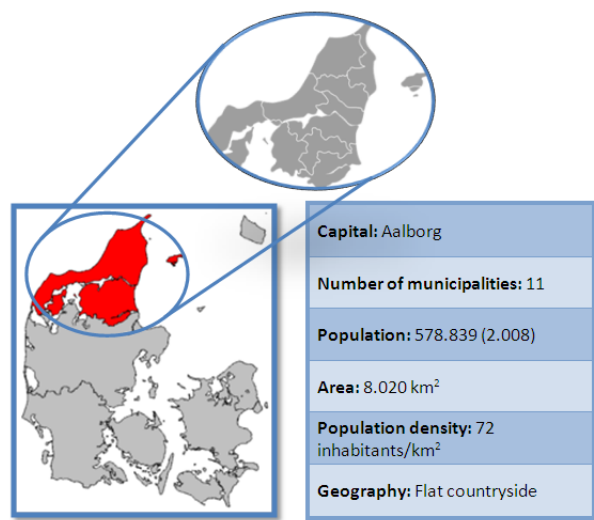 Capital: Aalborg
Number of municipalities: 11
Population: 578.839 (2.008)
Area: 8.020 km²
Population density: 72
inhabitants/km²
Geography: Flat countryside